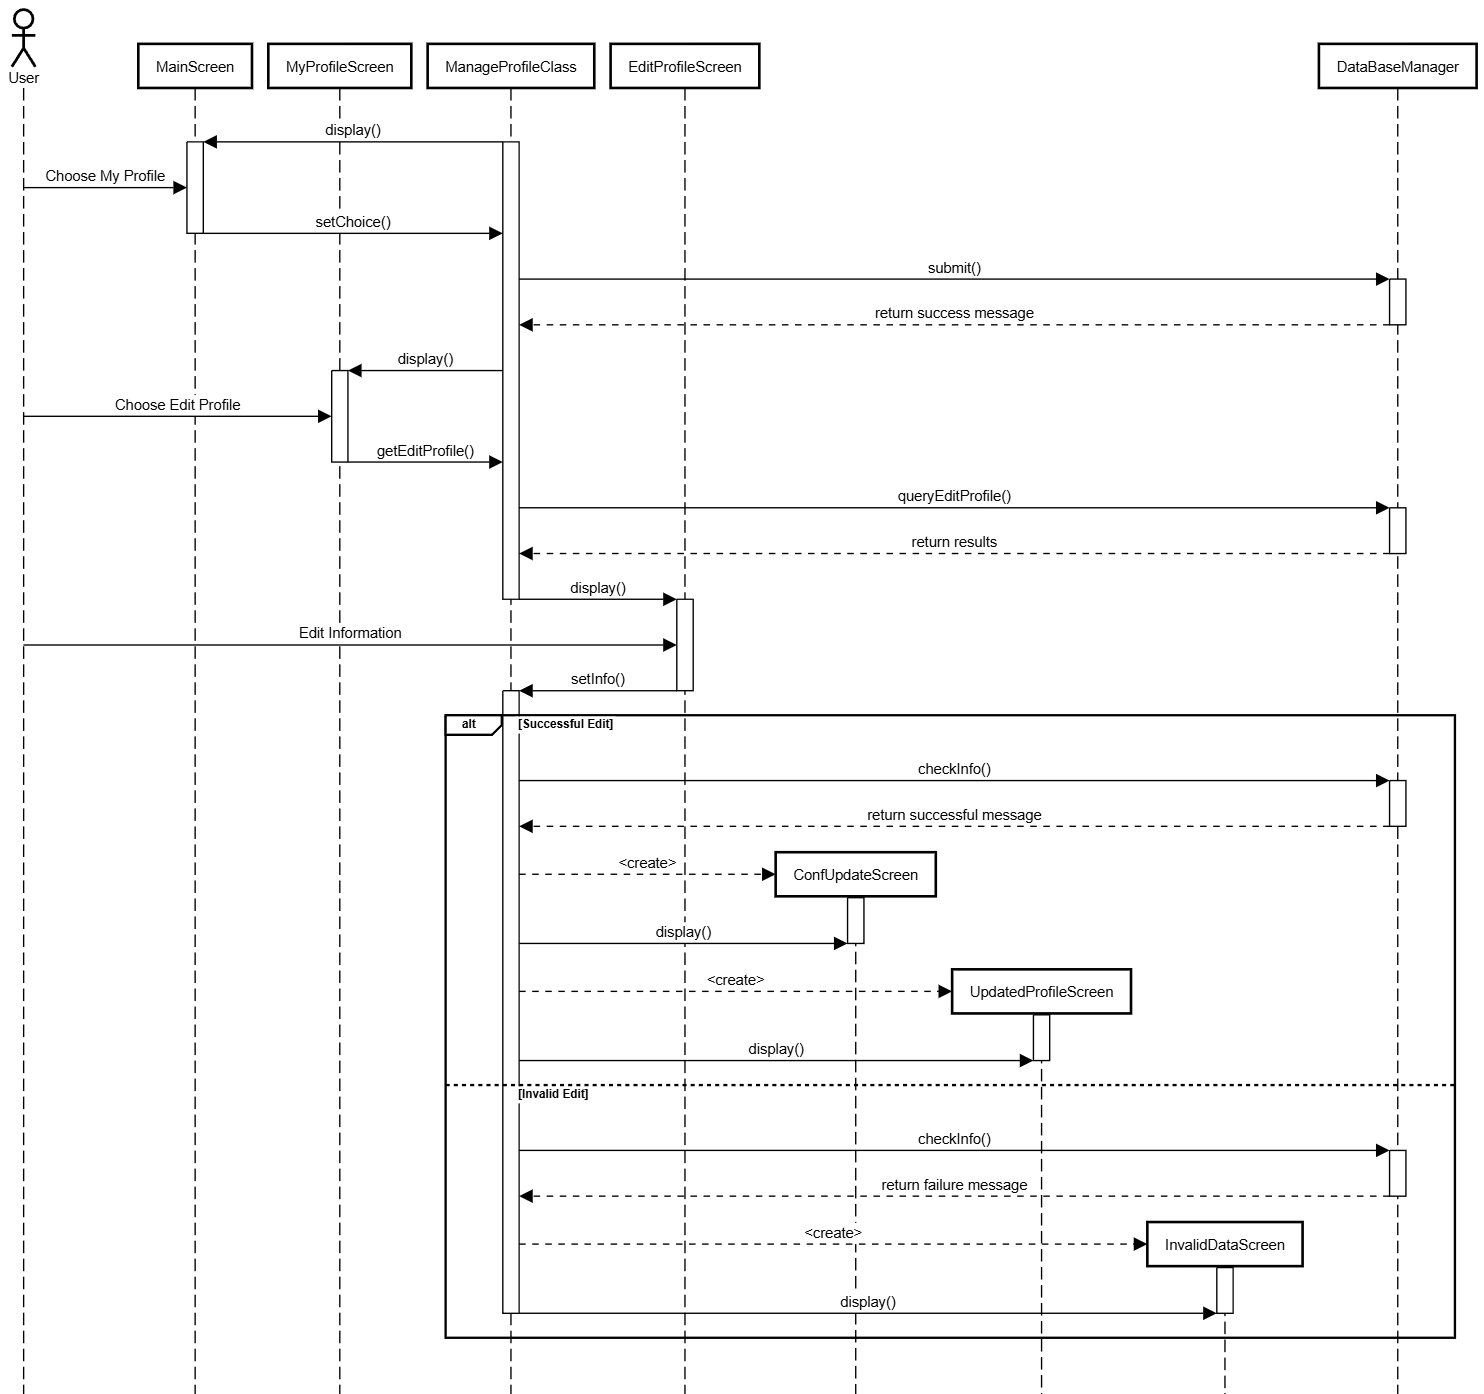 User
MainScreen
MyProfileScreen
ManageProfileClass
EditProfileScreen
DataBaseManager
display()
Choose My Profile
setChoice()
submit()
return success message
display()
Choose Edit Profile
getEditProfile()
queryEditProfile()
return results
display()
Edit Information
setInfo()
alt
[Successful Edit]
checkInfo()
return successful message
<create>
ConfUpdateScreen
display()
<create>
UpdatedProfileScreen
display()
[Invalid Edit]
checkInfo()
return failure message
<create>
InvalidDataScreen
display()